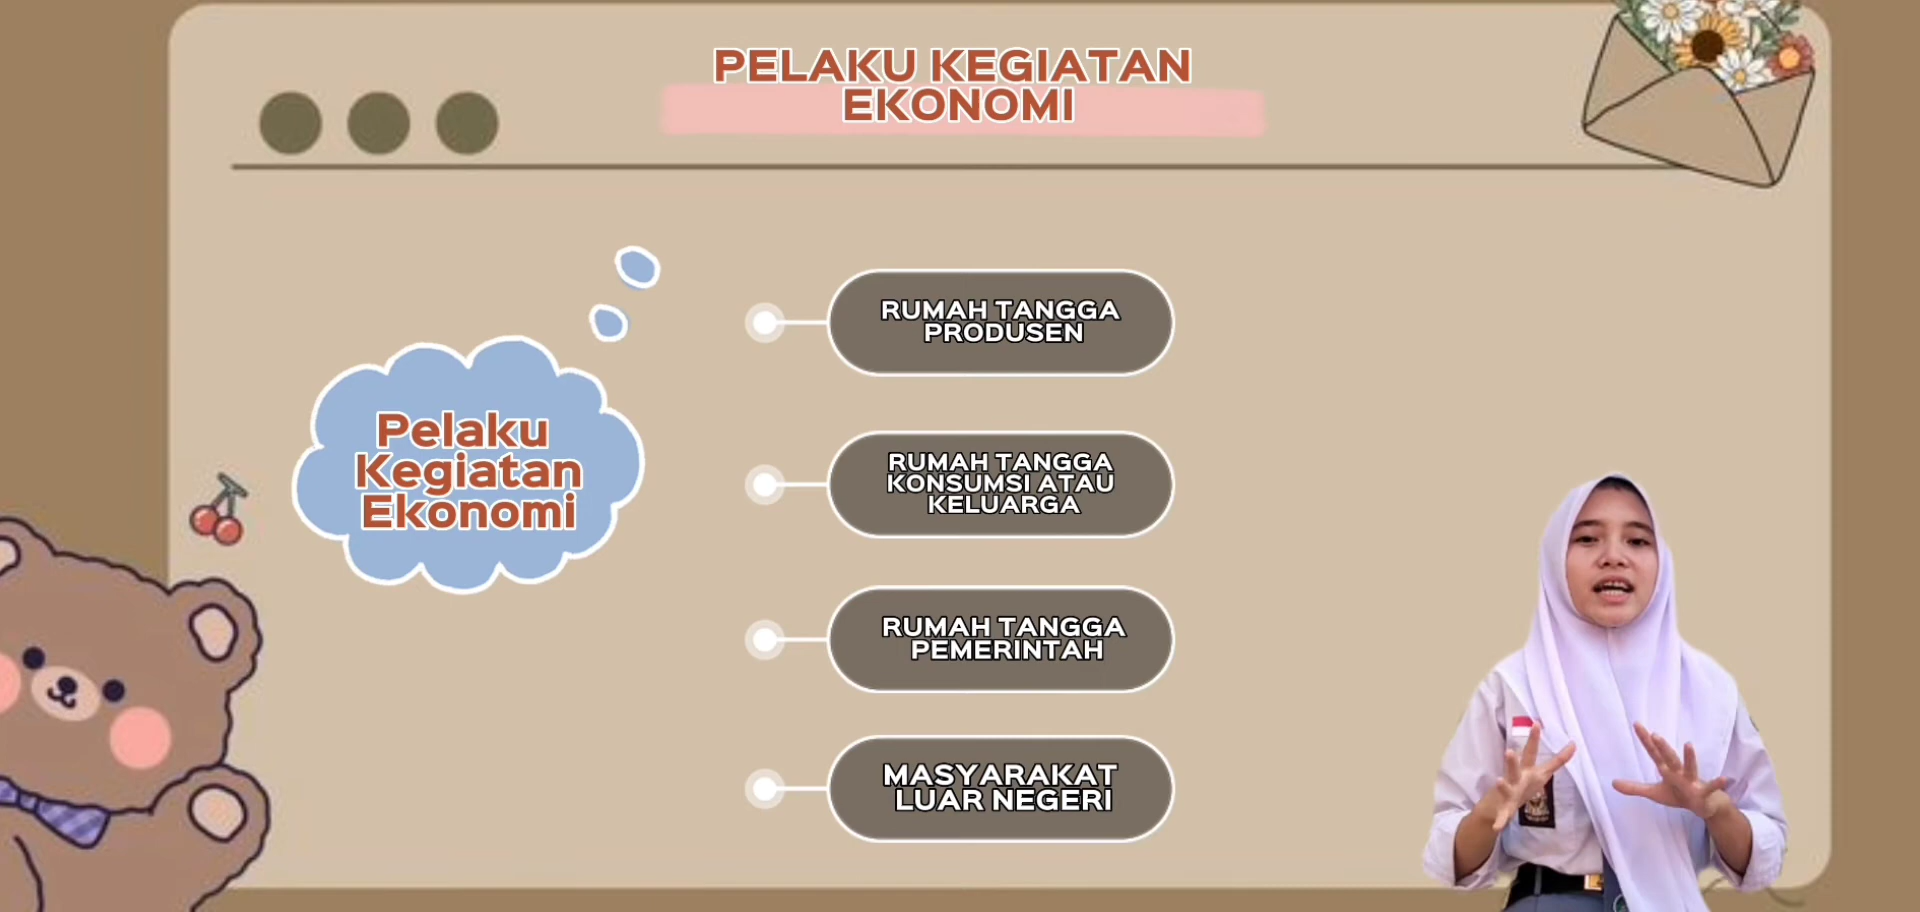 PELAKU KEGIATAN
EKONOMI
Pelaku
Kegiatan
Ekonomi
RUMAH TANGGA
PRODUSEN
RUMAH TANGGA
KONSUMSI ATAU
KELUARGA
RUMAH TANGGA
PEMERINTAH
MASYARAKAT
LUAR NEGERI